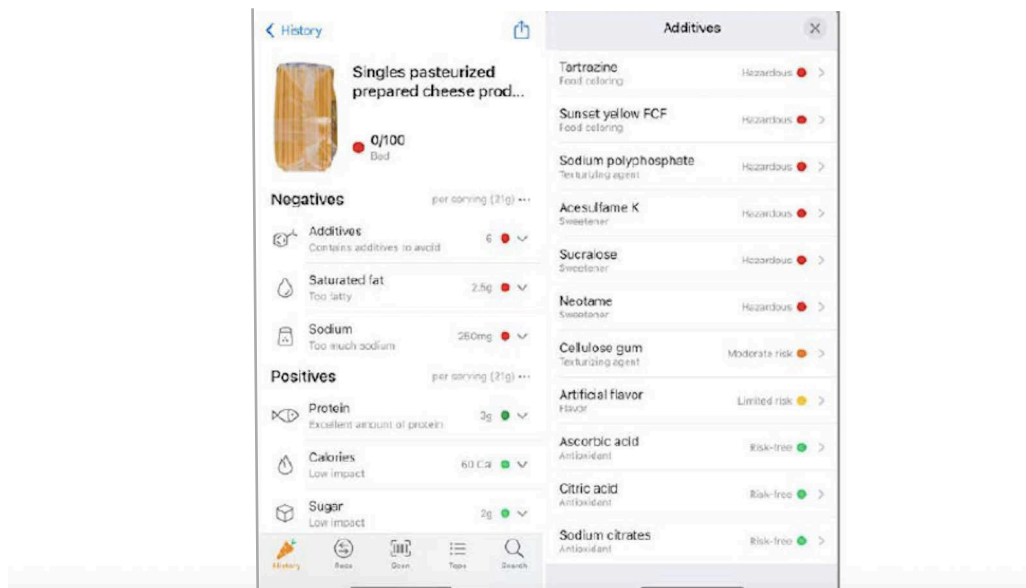 History
Singles pasteurized
prepared cheese prod...
0/100
Bad
Negatives
per serving (21g) ...
Additives
Contains additives to avoid
6
Saturated fat
Too fatty
2.5g
Sodium
Too much sodium
260mg
Positives
per serving (21g) ...
Protein
Excellent amount of protein
3g
Calories
Low impact
60 Cal
Sugar
Low impact
2g
History
Recs
Scan
Tops
Search
Additives
Tartrazine
Food coloring
Hazardous
Sunset yellow FCF
Food coloring
Hazardous
Sodium polyphosphate
Texturizing agent
Hazardous
Acesulfame K
Sweetener
Hazardous
Sucralose
Sweetener
Hazardous
Neotame
Sweetener
Hazardous
Cellulose gum
Texturizing agent
Moderate risk
Artificial flavor
Flavor
Limited risk
Ascorbic acid
Antioxidant
Risk-free
Citric acid
Antioxidant
Risk-free
Sodium citrates
Antioxidant
Risk-free